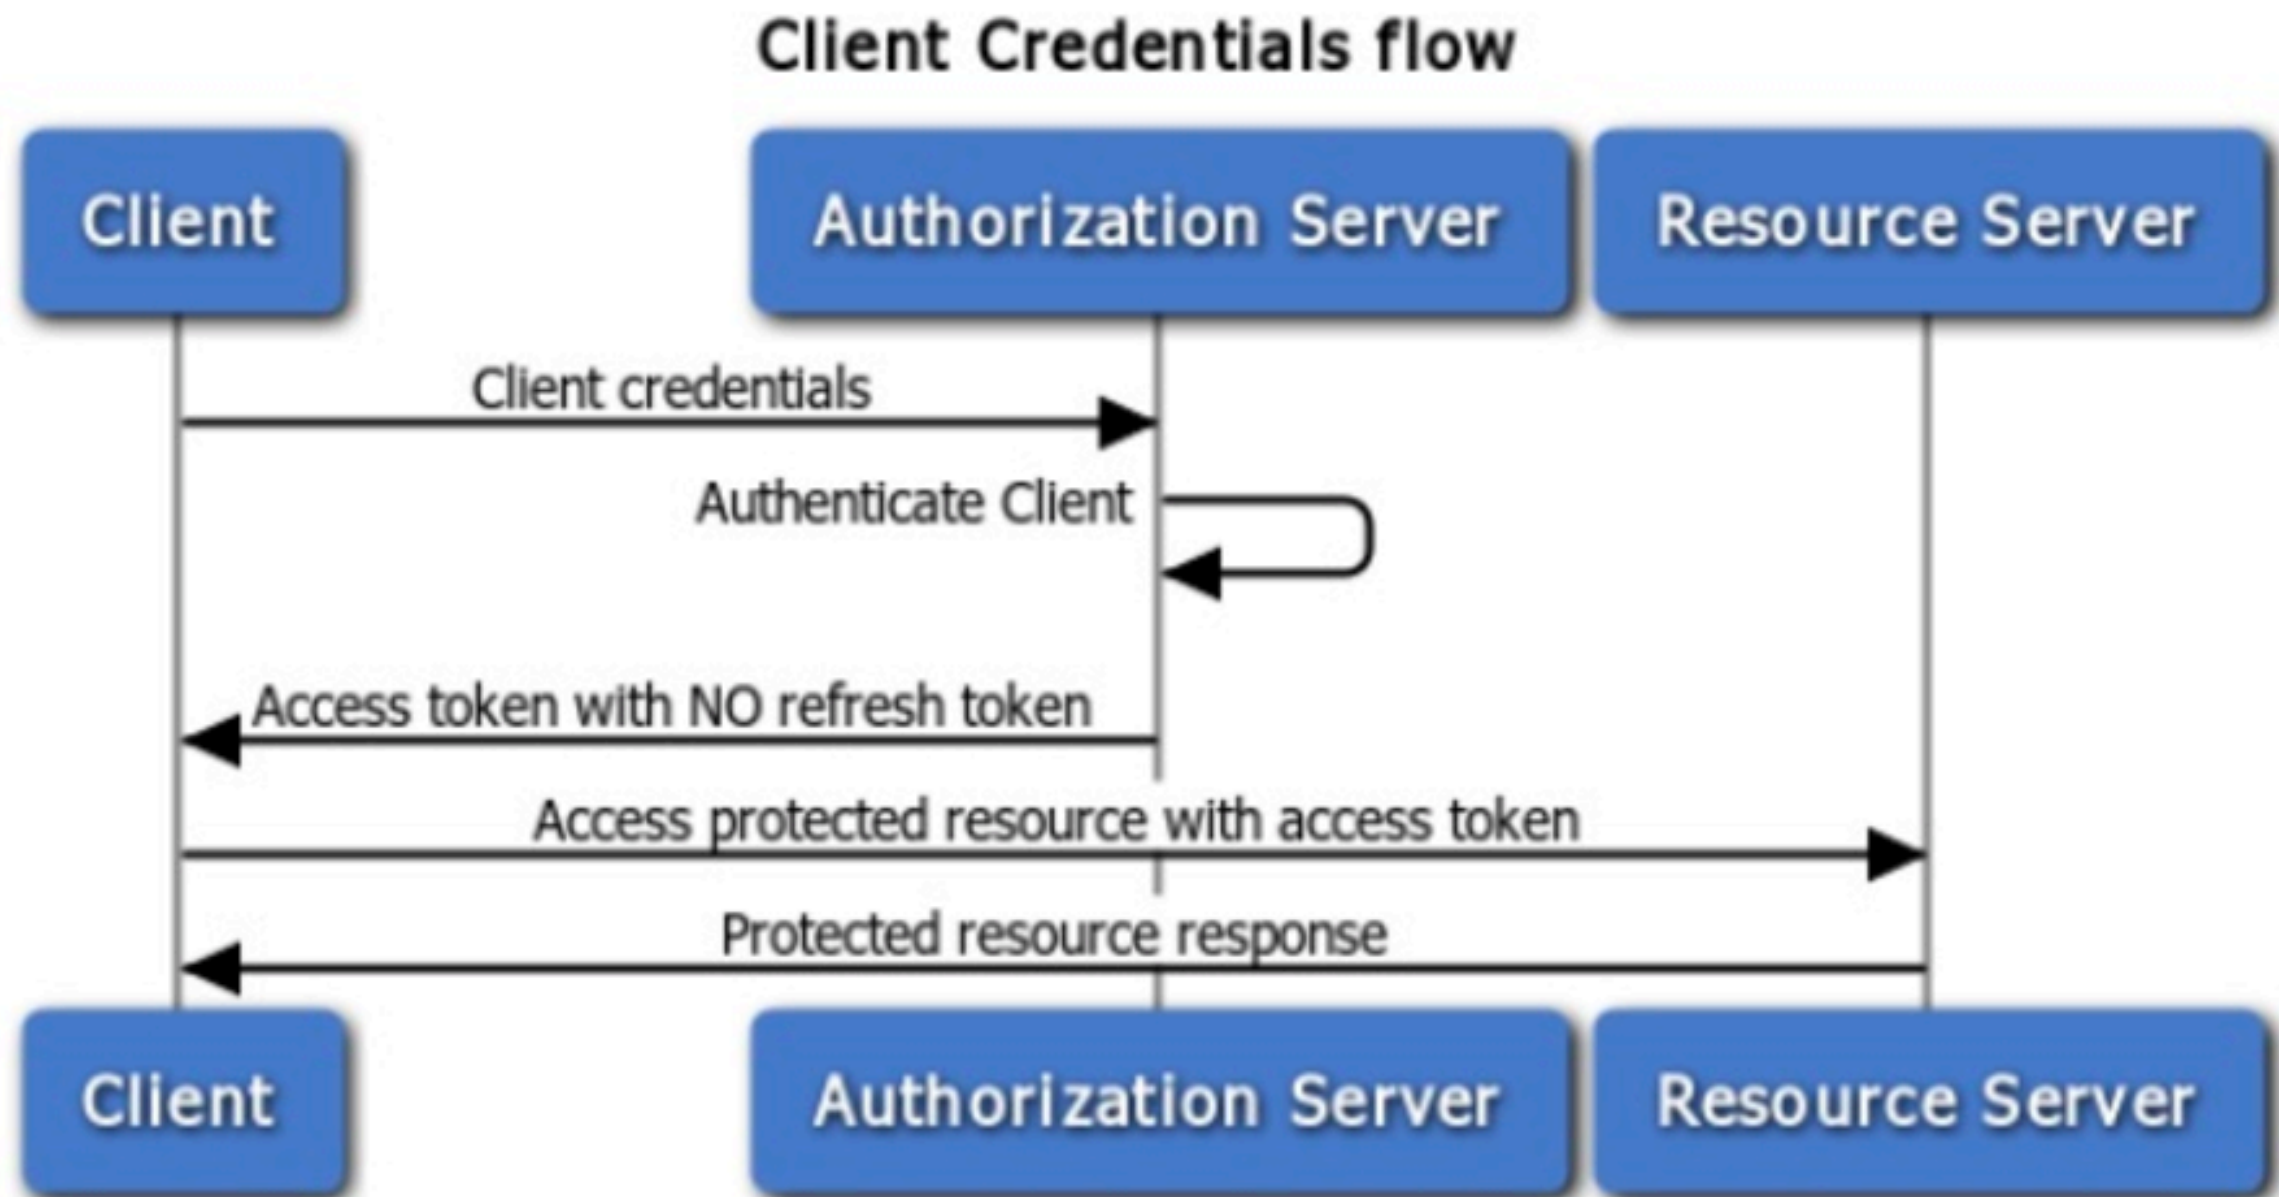 Client Credentials flow
Client
Authorization Server
Resource Server
Client credentials
Authenticate Client
Access token with NO refresh token
Access protected resource with access token
Protected resource response
Client
Authorization Server
Resource Server